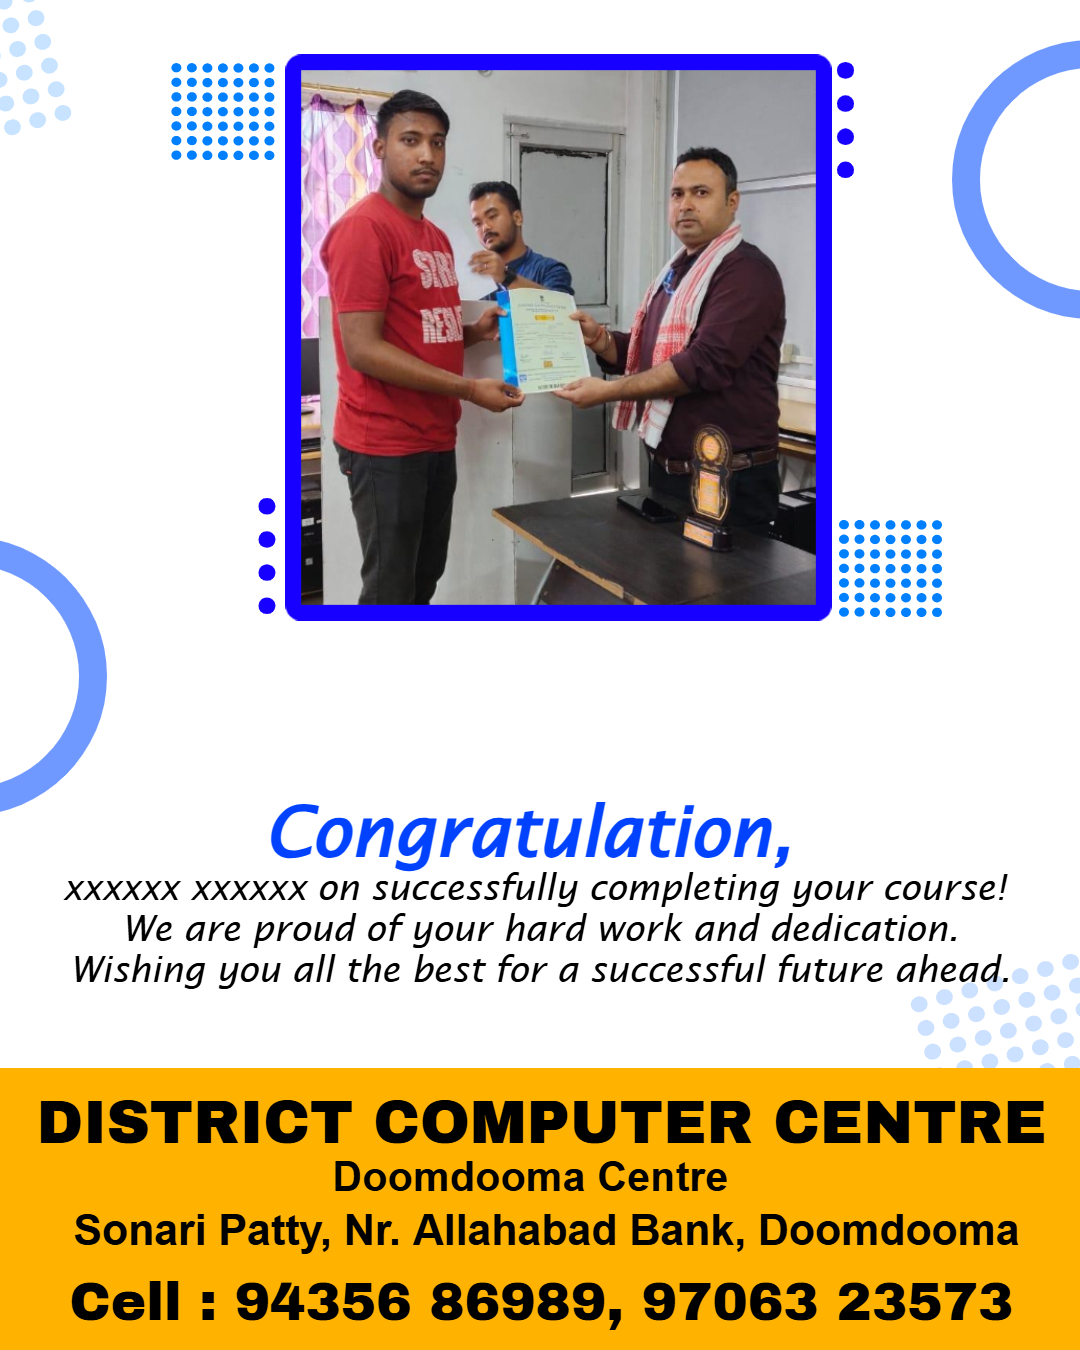 Congratulation,
xxxxxx xxxxxx on successfully completing your course!
We are proud of your hard work and dedication.
Wishing you all the best for a successful future ahead.
DISTRICT COMPUTER CENTRE
Doomdooma Centre
Sonari Patty, Nr. Allahabad Bank, Doomdooma
Cell : 94356 86989, 97063 23573